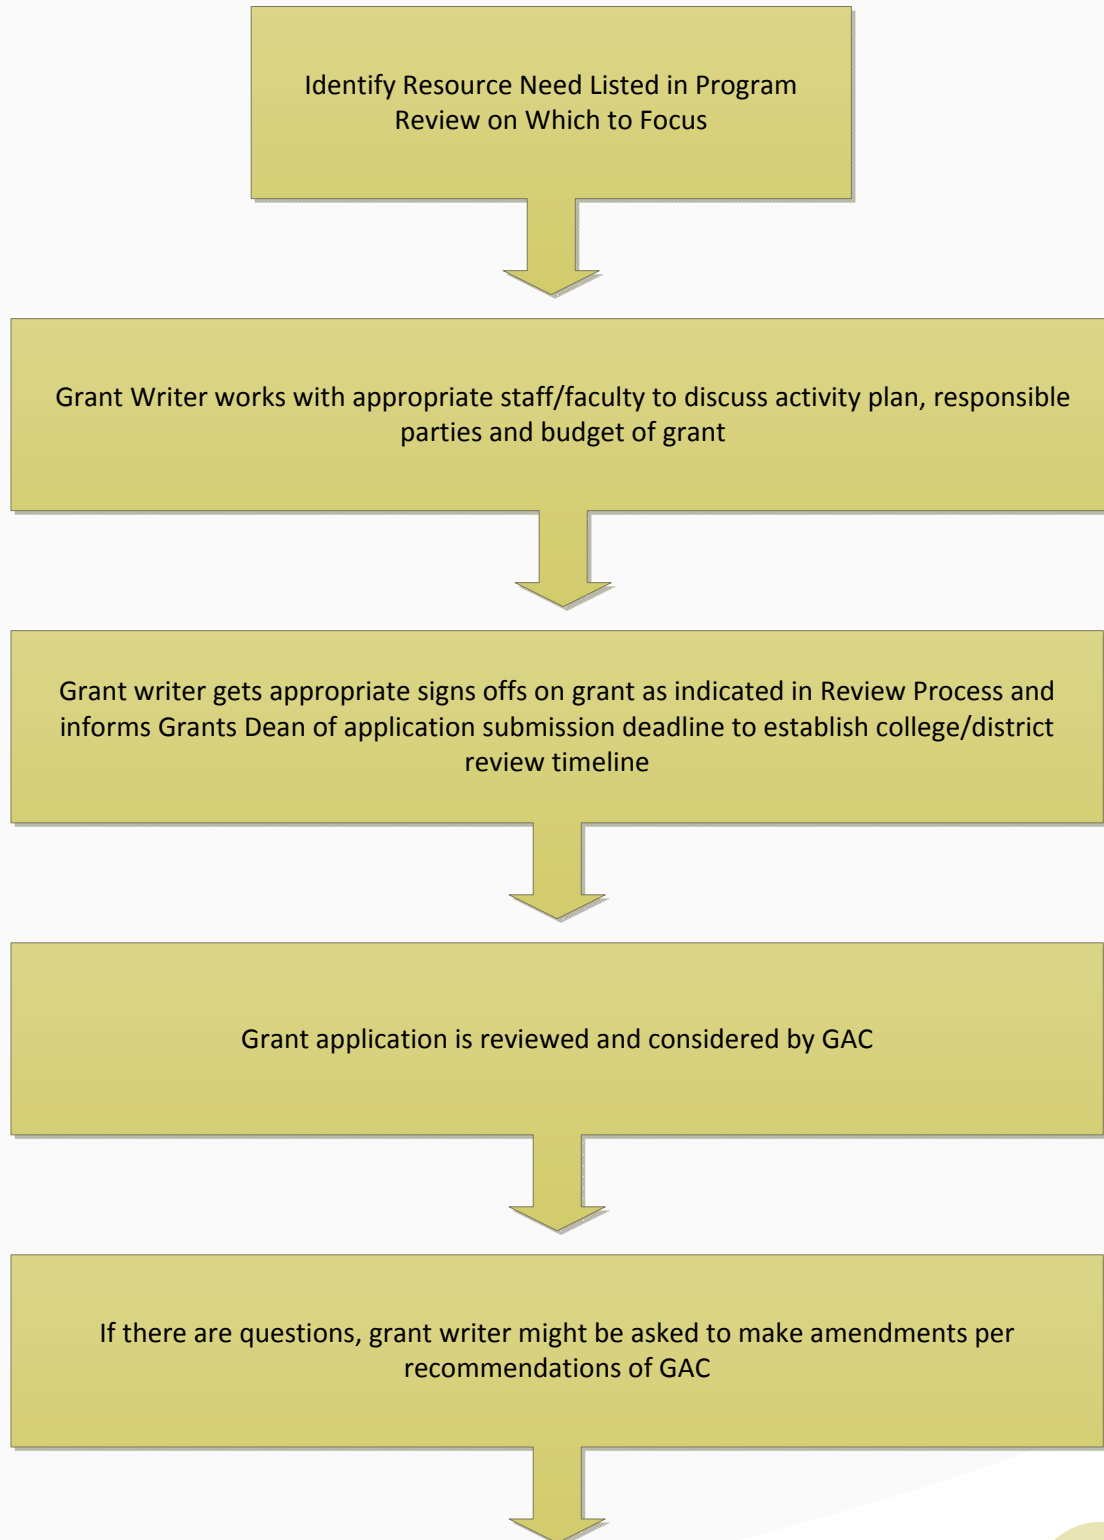 Identify Resource Need Listed in Program
Review on Which to Focus
Grant Writer works with appropriate staff/faculty to discuss activity plan, responsible
parties and budget of grant
Grant writer gets appropriate signs offs on grant as indicated in Review Process and
informs Grants Dean of application submission deadline to establish college/district
review timeline
Grant application is reviewed and considered by GAC
If there are questions, grant writer might be asked to make amendments per
recommendations of GAC